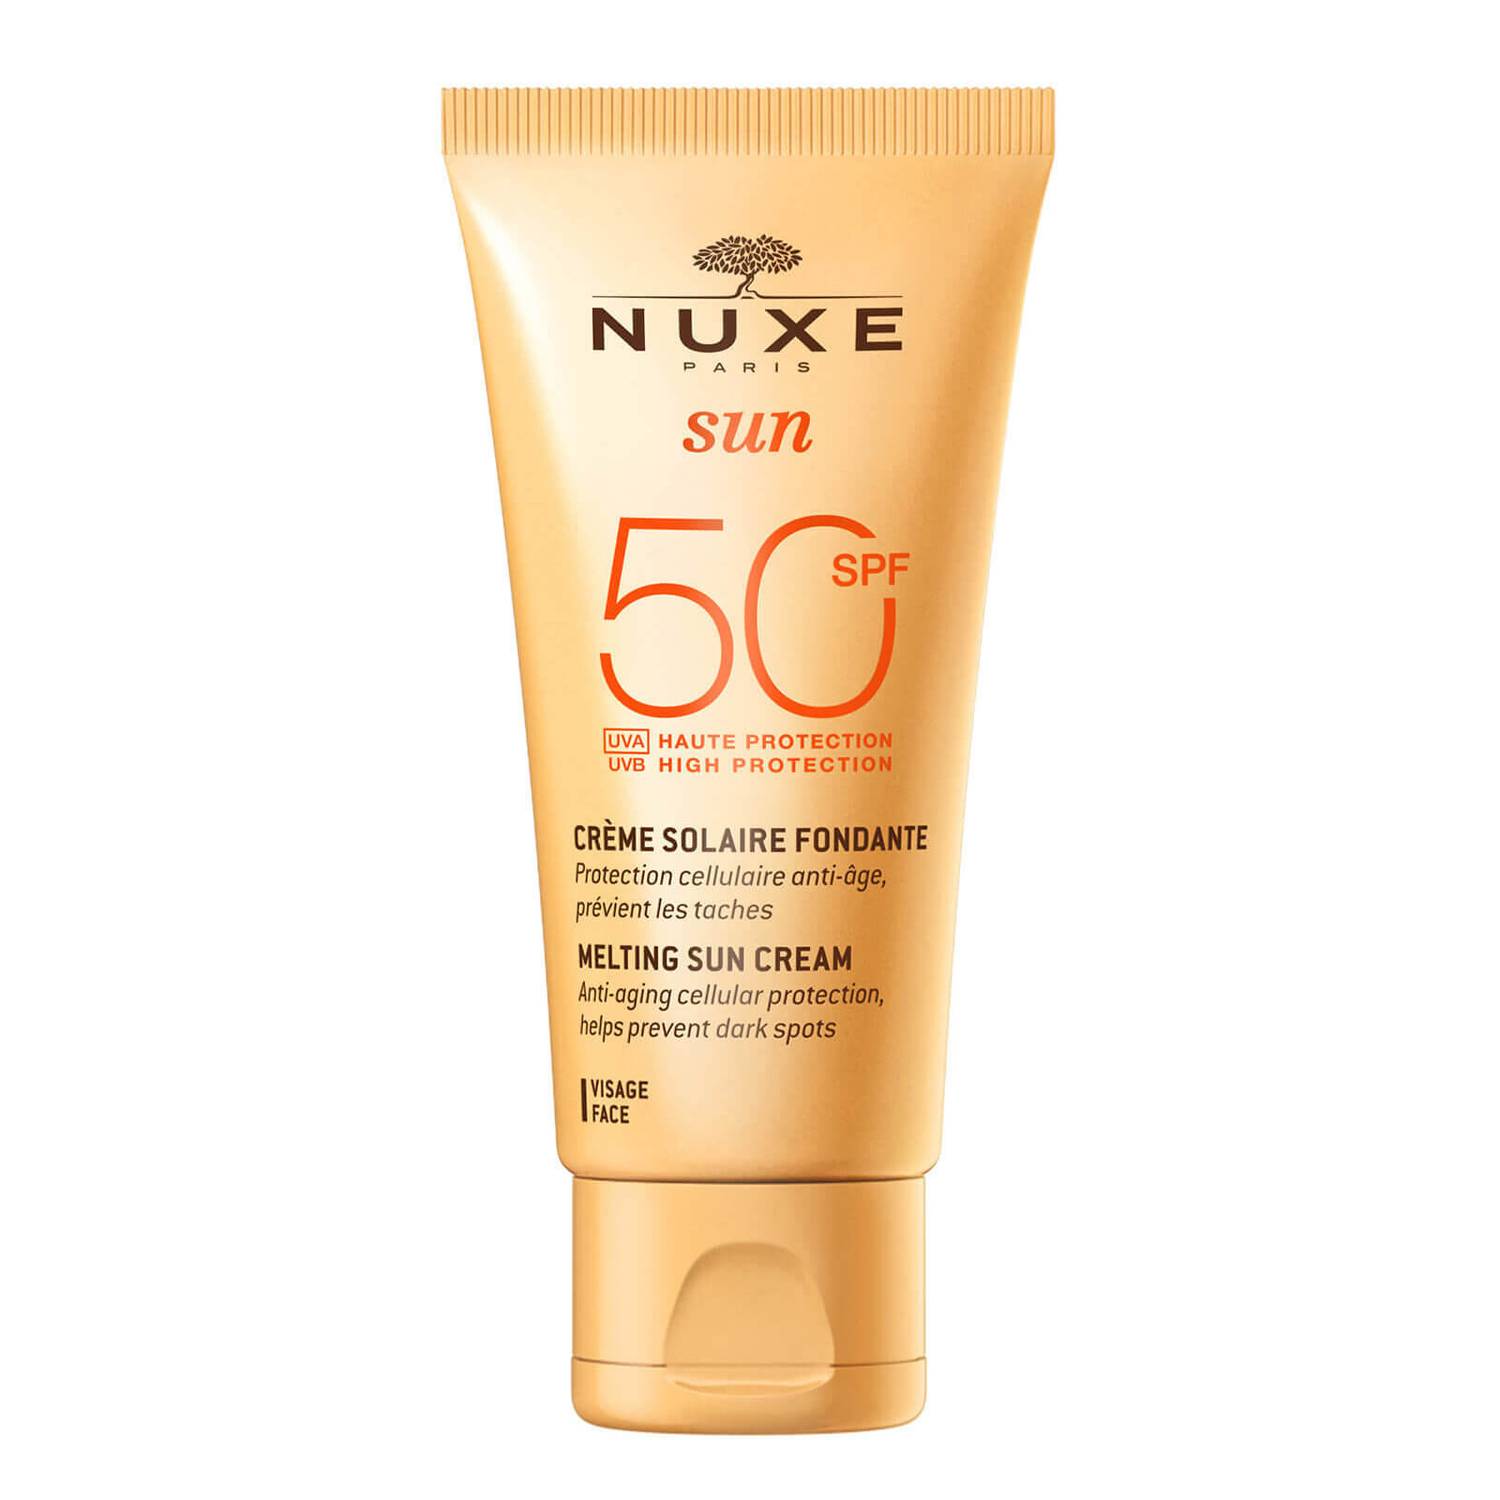 NUXE
PARIS
sun
50 SPF
UVA HAUTE PROTECTION
UVB HIGH PROTECTION
CRÈME SOLAIRE FONDANTE
Protection cellulaire anti-âge,
prévient les taches
MELTING SUN CREAM
Anti-aging cellular protection,
helps prevent dark spots
VISAGE
FACE